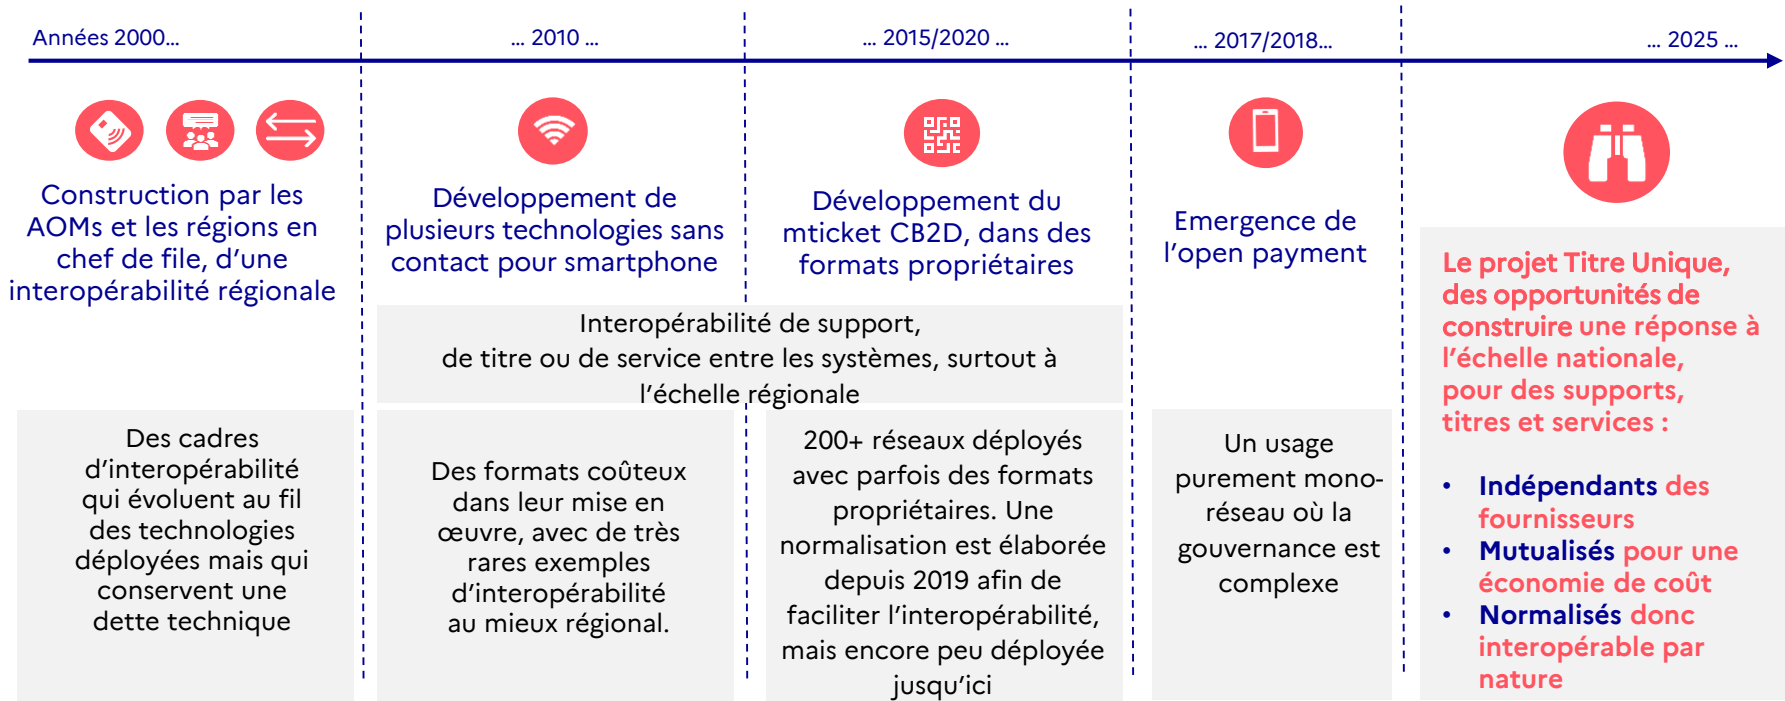 Années 2000...
... 2010 ...
... 2015/2020 ...
... 2017/2018...
... 2025 ...
Construction par les
AOMs et les régions en
chef de file, d'une
interopérabilité régionale
Développement de
plusieurs technologies sans
contact pour smartphone
Développement du
mticket CB2D, dans des
formats propriétaires
Emergence de
l'open payment
Interopérabilité de support,
de titre ou de service entre les systèmes, surtout à
l'échelle régionale
Des cadres
d'interopérabilité
qui évoluent au fil
des technologies
déployées mais qui
conservent une
dette technique
Des formats coûteux
dans leur mise en
œuvre, avec de très
rares exemples
d'interopérabilité
au mieux régional.
200+ réseaux déployés
avec parfois des formats
propriétaires. Une
normalisation est élaborée
depuis 2019 afin de
faciliter l'interopérabilité,
mais encore peu déployée
jusqu'ici
Un usage
purement mono-
réseau où la
gouvernance est
complexe
Le projet Titre Unique,
des opportunités de
construire une réponse à
l'échelle nationale,
pour des supports,
titres et services :
• Indépendants des
fournisseurs
• Mutualisés pour une
économie de coût
• Normalisés donc
interopérable par
nature